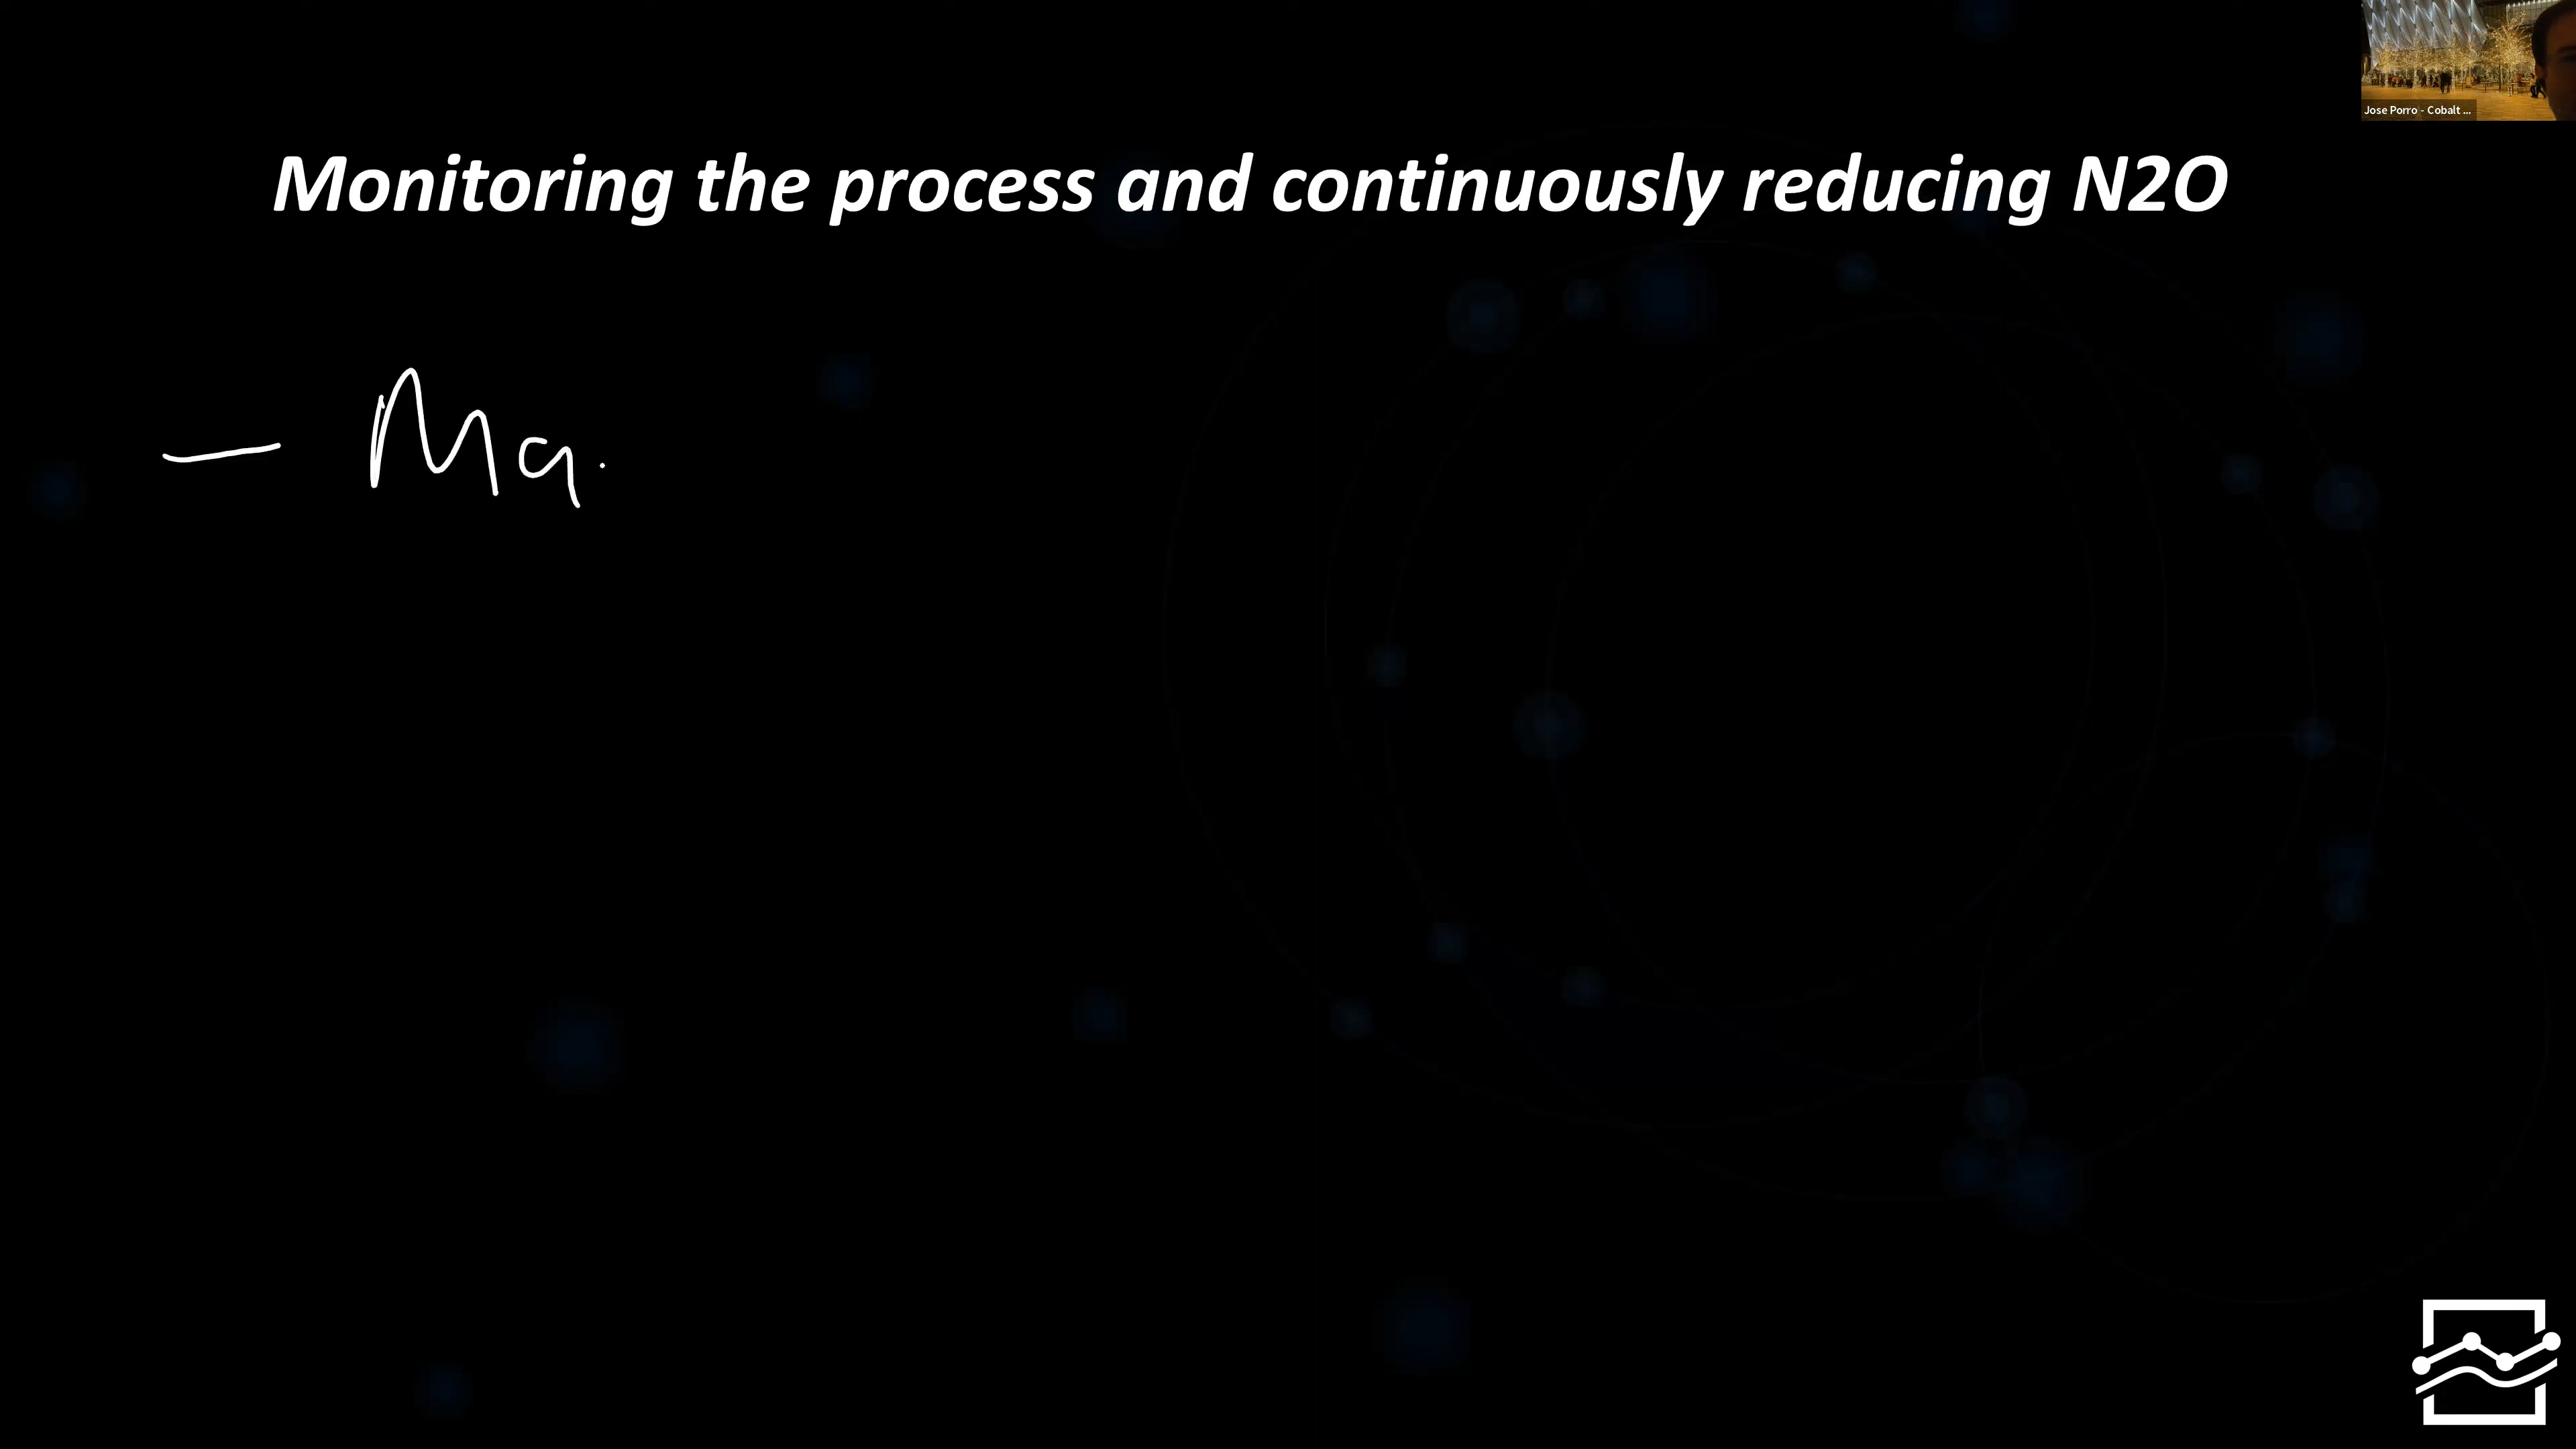 Jose Porro - Cobalt ...
Monitoring the process and continuously reducing N2O
— Ma